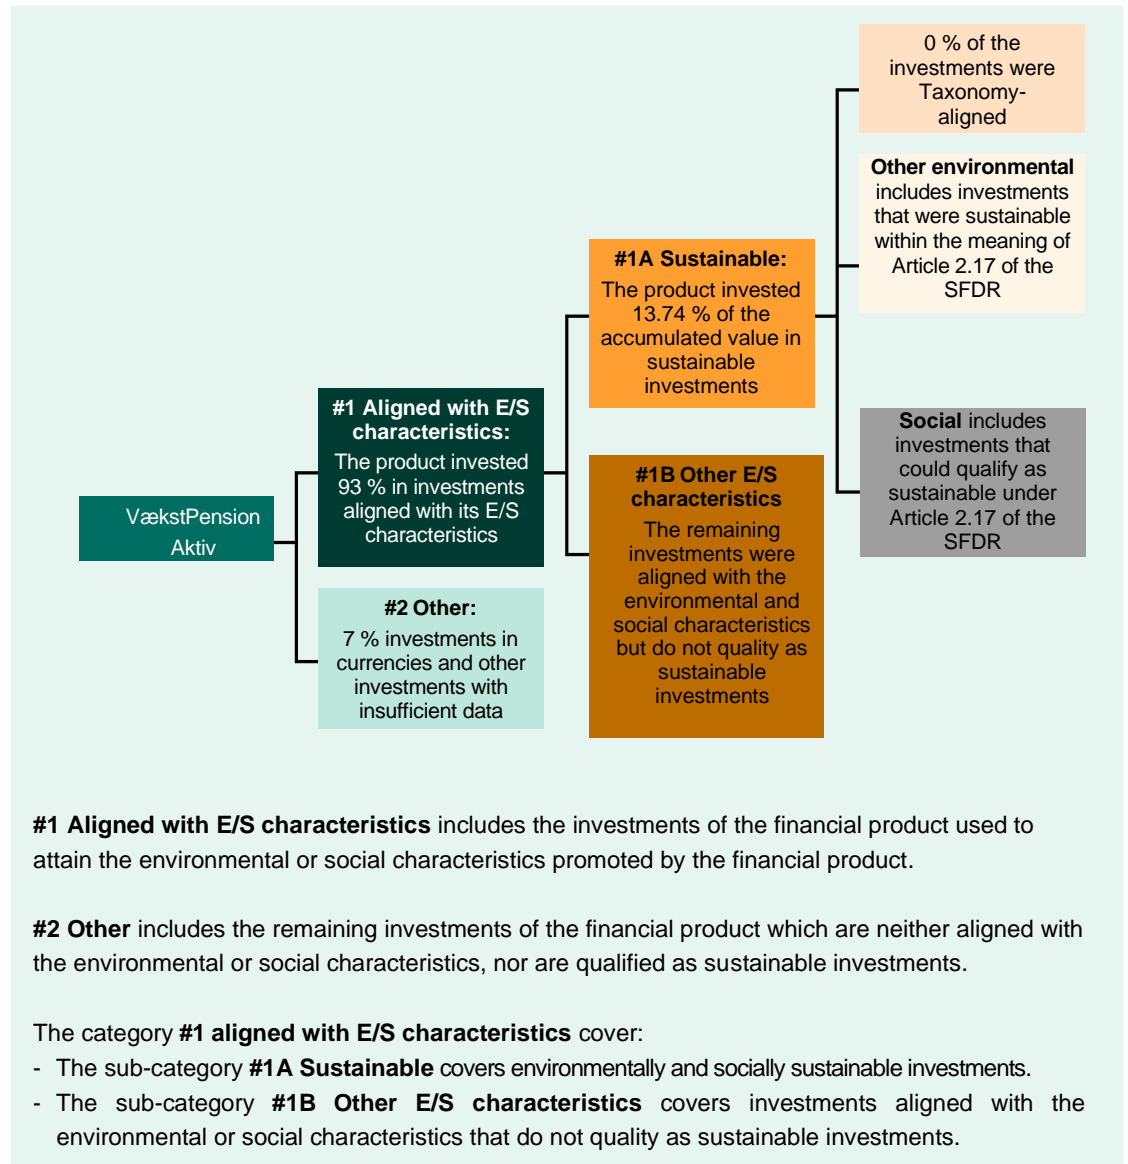 0 % of the
investments were
Taxonomy-
aligned
Other environmental
includes investments
that were sustainable
within the meaning of
Article 2.17 of the
SFDR
#1A Sustainable:
The product invested
13.74 % of the
accumulated value in
sustainable
investments
#1 Aligned with E/S
characteristics:
The product invested
93 % in investments
aligned with its E/S
characteristics
Social includes
investments that
could qualify as
sustainable under
Article 2.17 of the
SFDR
#1B Other E/S
characteristics
The remaining
investments were
aligned with the
environmental and
social characteristics
but do not quality as
sustainable
investments
VækstPension
Aktiv
#2 Other:
7 % investments in
currencies and other
investments with
insufficient data
#1 Aligned with E/S characteristics includes the investments of the financial product used to
attain the environmental or social characteristics promoted by the financial product.
#2 Other includes the remaining investments of the financial product which are neither aligned with
the environmental or social characteristics, nor are qualified as sustainable investments.
The category #1 aligned with E/S characteristics cover:
- The sub-category #1A Sustainable covers environmentally and socially sustainable investments.
- The sub-category #1B Other E/S characteristics covers investments aligned with the
environmental or social characteristics that do not quality as sustainable investments.